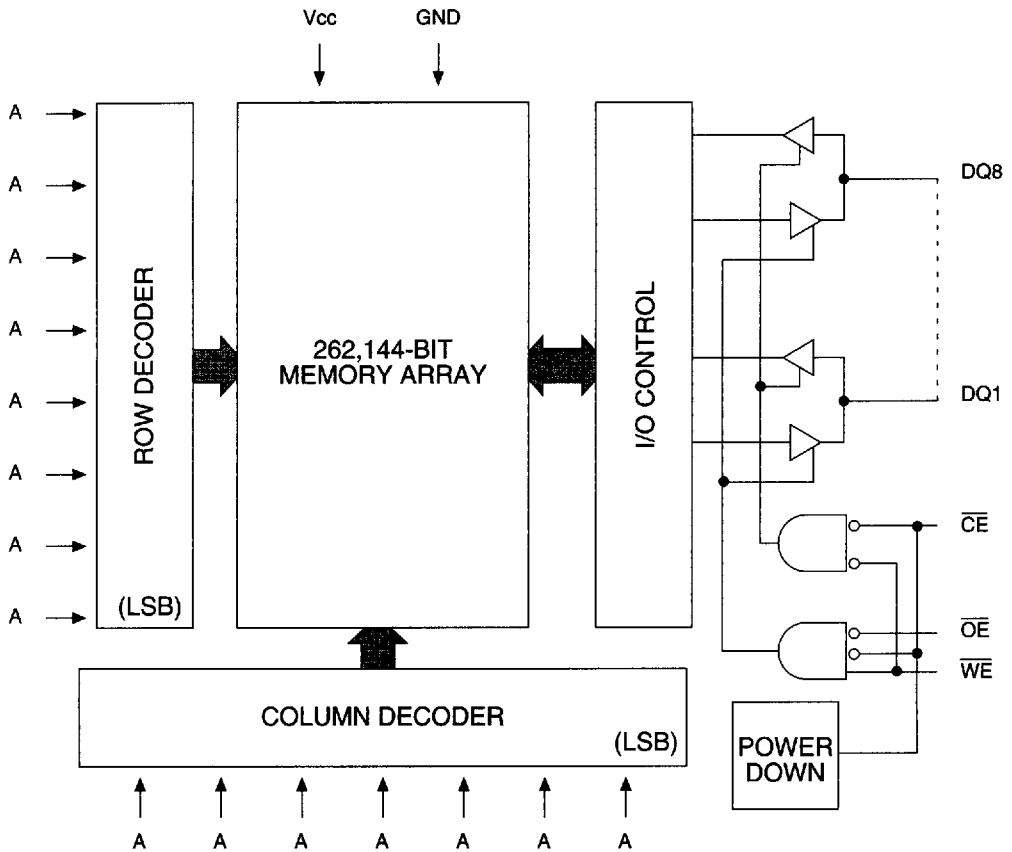 Vcc
GND
A
A
A
A
A
A
A
A
ROW DECODER
(LSB)
262,144-BIT
MEMORY ARRAY
I/O CONTROL
DQ8
DQ1
CE
OE
WE
COLUMN DECODER
(LSB)
POWER
DOWN
A
A
A
A
A
A
A